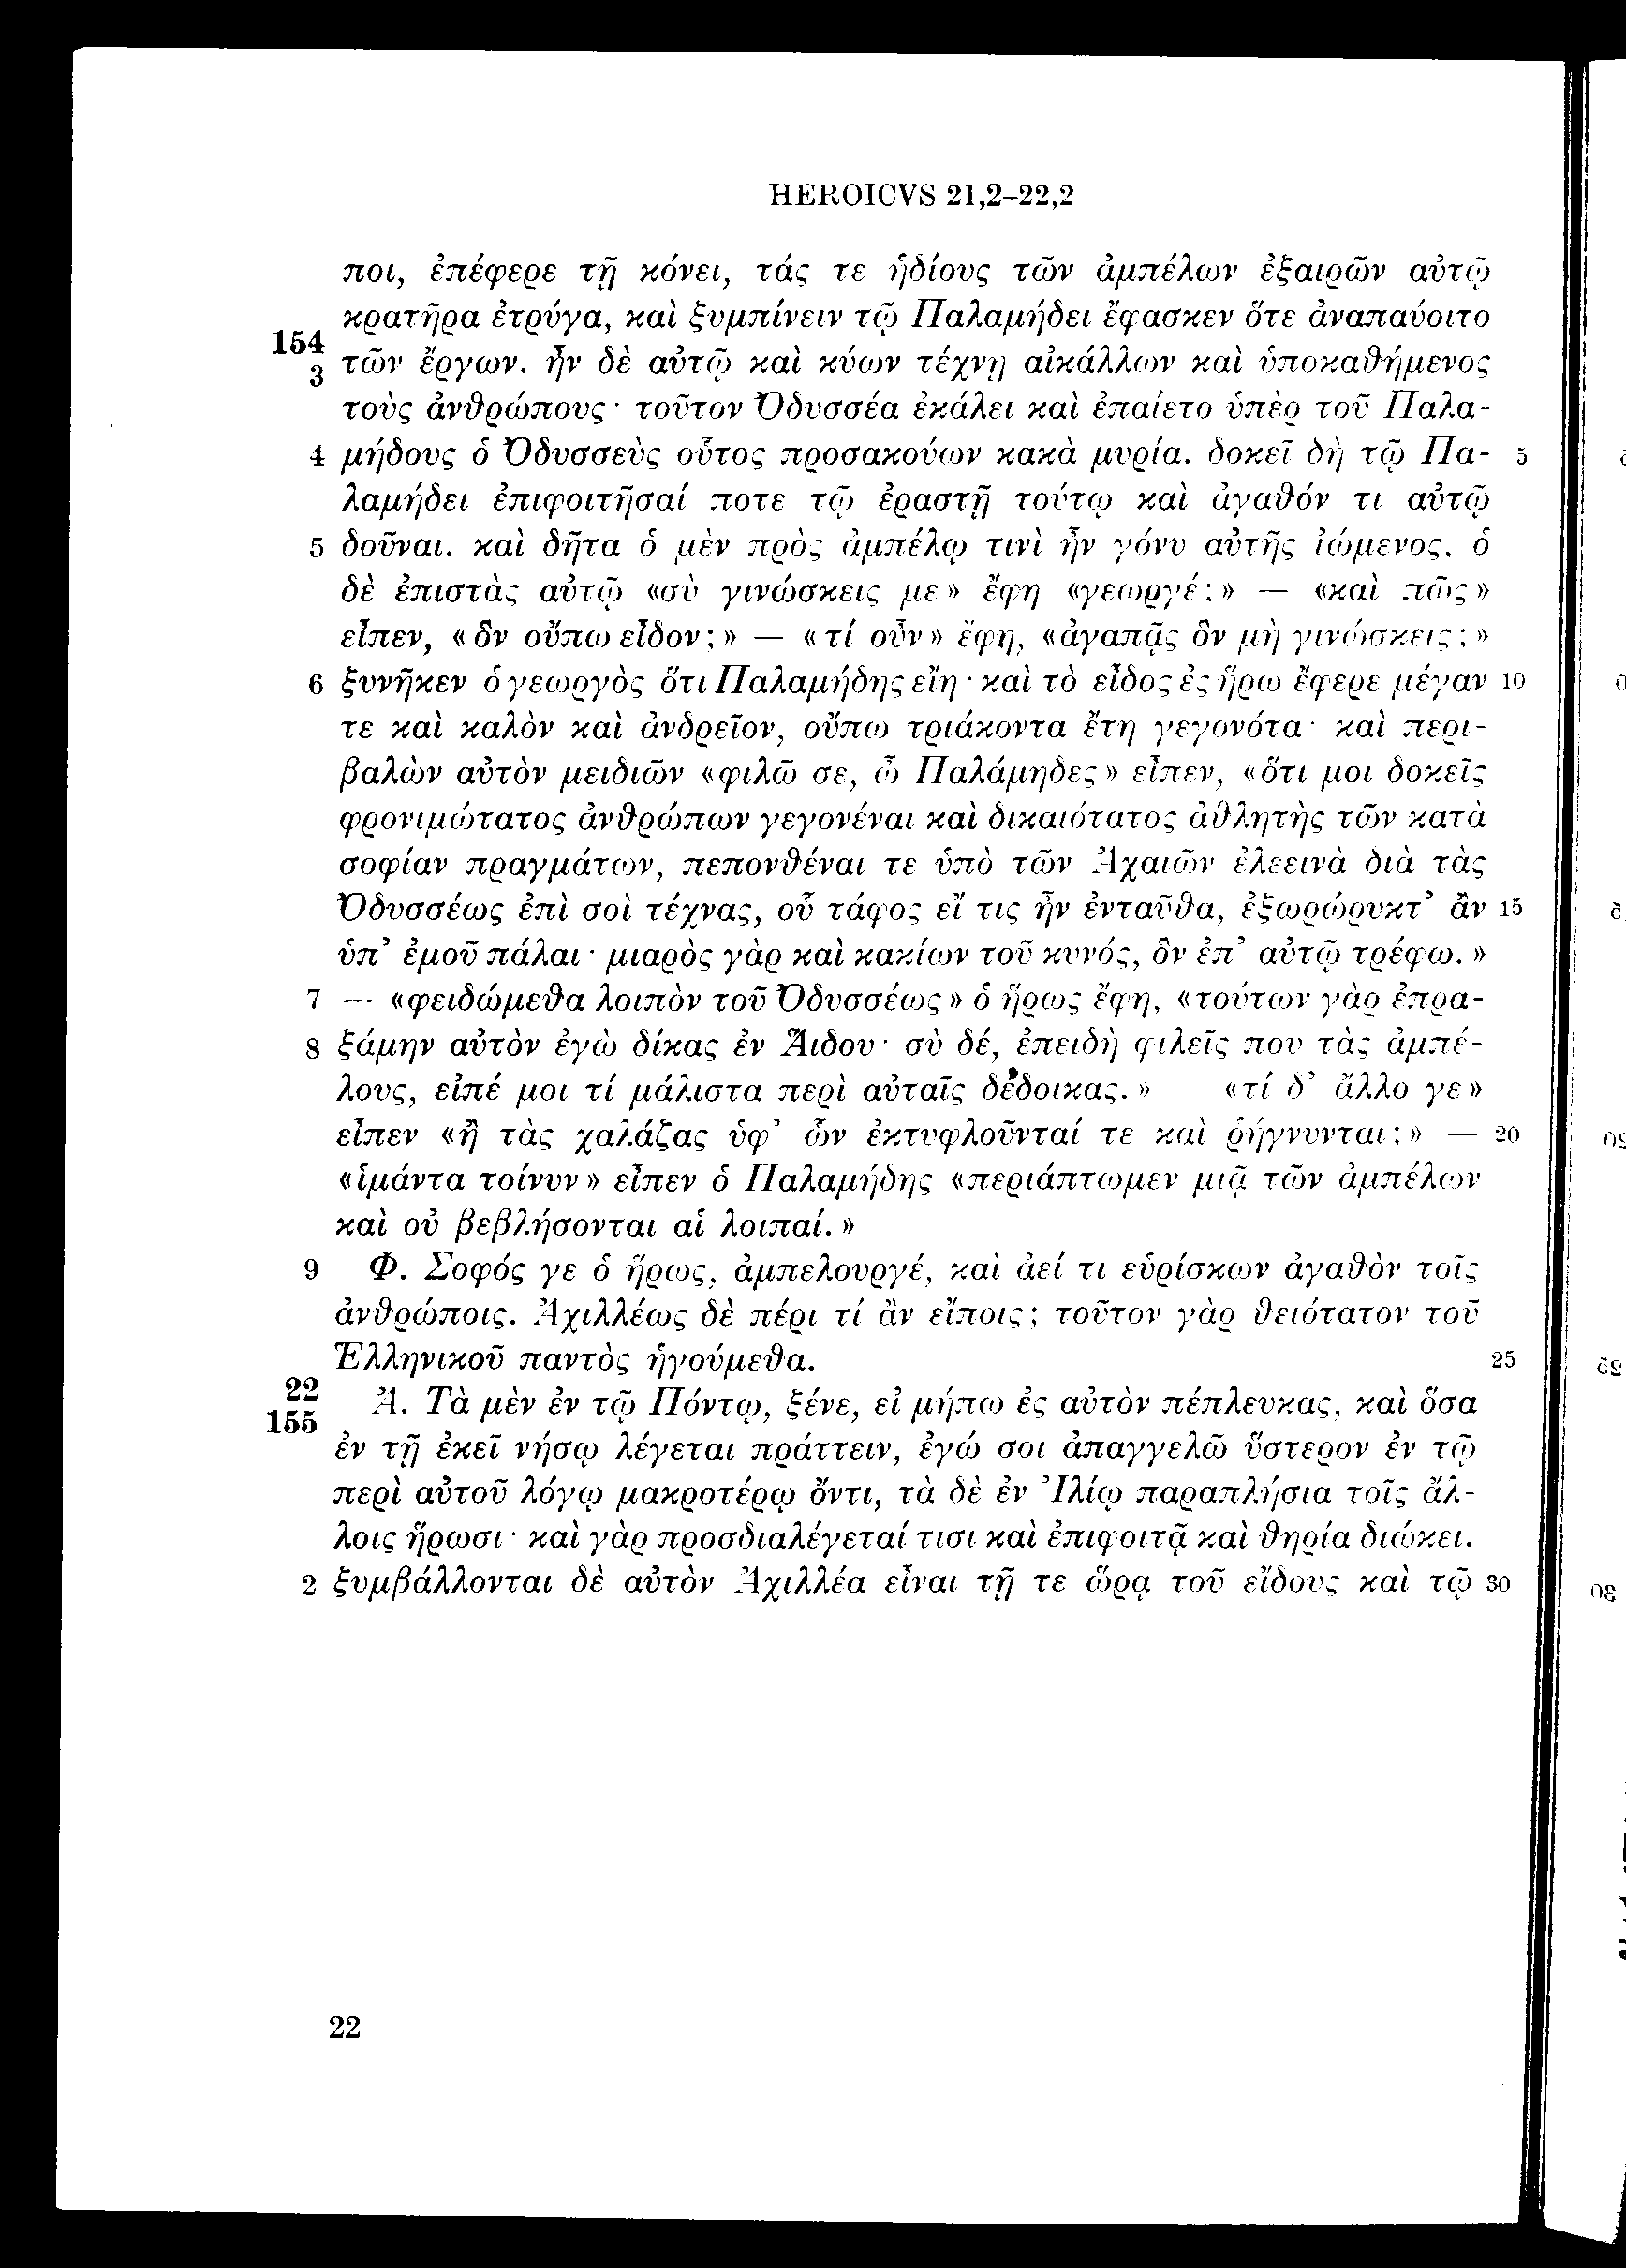 HEROICVS 21,2–22,2
ποι, ἐπέφερε τῇ κόνει, τάς τε ἡδίους τῶν ἀμπέλων ἐξαιρῶν αὐτῷ
κρατῆρα ἐτρύγα, καὶ ξυμπίνειν τῷ Παλαμήδει ἔφασκεν ὅτε ἀναπαύοιτο
154
3 τῶν ἔργων. ἦν δὲ αὐτῷ καὶ κύων τέχνῃ αἰκάλλων καὶ ὑποκαθήμενος
τοὺς ἀνθρώπους· τοῦτον Ὀδυσσέα ἐκάλει καὶ ἐπαίετο ὑπὲρ τοῦ Παλα-
4 μήδους ὁ Ὀδυσσεὺς οὗτος προσακούων κακὰ μυρία. δοκεῖ δὴ τῷ Πα- 5
λαμήδει ἐπιφοιτῆσαί ποτε τῷ ἐραστῇ τούτῳ καὶ ἀγαθόν τι αὐτῷ
5 δοῦναι. καὶ δῆτα ὁ μὲν πρὸς ἀμπέλῳ τινὶ ἦν γόνυ αὐτῆς ἰώμενος, ὁ
δὲ ἐπιστὰς αὐτῷ «σὺ γινώσκεις με» ἔφη «γεωργέ;» — «καὶ πῶς»
εἶπεν, «ὃν οὔπω εἶδον;» — «τί οὖν» ἔφη, «ἀγαπᾷς ὃν μὴ γινώσκεις;»
6 ξυνῆκεν ὁ γεωργὸς ὅτι Παλαμήδης εἴη· καὶ τὸ εἶδος ἐς ἥρω ἔφερε μέγαν 10
τε καὶ καλὸν καὶ ἀνδρεῖον, οὔπω τριάκοντα ἔτη γεγονότα· καὶ περι-
βαλὼν αὐτὸν μειδιῶν «φιλῶ σε, ὦ Παλάμηδες» εἶπεν, «ὅτι μοι δοκεῖς
φρονιμώτατος ἀνθρώπων γεγονέναι καὶ δικαιότατος ἀθλητὴς τῶν κατὰ
σοφίαν πραγμάτων, πεπονθέναι τε ὑπὸ τῶν Ἀχαιῶν ἐλεεινὰ διὰ τὰς
Ὀδυσσέως ἐπὶ σοὶ τέχνας, οὗ τάφος εἴ τις ἦν ἐνταῦθα, ἐξωρώρυκτ’ ἂν 15
ὑπ’ ἐμοῦ πάλαι· μιαρὸς γὰρ καὶ κακίων τοῦ κυνός, ὃν ἐπ’ αὐτῷ τρέφω.»
7 — «φειδώμεθα λοιπὸν τοῦ Ὀδυσσέως» ὁ ἥρως ἔφη, «τούτων γὰρ ἐπρα-
8 ξάμην αὐτὸν ἐγὼ δίκας ἐν Ἅιδου· σὺ δέ, ἐπειδὴ φιλεῖς που τὰς ἀμπέ-
λους, εἰπέ μοι τί μάλιστα περὶ αὐταῖς δέδοικας.» — «τί δ’ ἄλλο γε»
εἶπεν «ἢ τὰς χαλάζας ὑφ’ ὧν ἐκτυφλοῦνταί τε καὶ ῥήγνυνται;» — 20
«ἱμάντα τοίνυν» εἶπεν ὁ Παλαμήδης «περιάπτωμεν μιᾷ τῶν ἀμπέλων
καὶ οὐ βεβλήσονται αἱ λοιπαί.»
9 Φ. Σοφός γε ὁ ἥρως, ἀμπελουργέ, καὶ ἀεί τι εὑρίσκων ἀγαθὸν τοῖς
ἀνθρώποις. Ἀχιλλέως δὲ πέρι τί ἂν εἴποις; τοῦτον γὰρ θειότατον τοῦ
Ἑλληνικοῦ παντὸς ἡγούμεθα. 25
22
155 Ἀ. Τὰ μὲν ἐν τῷ Πόντῳ, ξένε, εἰ μήπω ἐς αὐτὸν πέπλευκας, καὶ ὅσα
ἐν τῇ ἐκεῖ νήσῳ λέγεται πράττειν, ἐγώ σοι ἀπαγγελῶ ὕστερον ἐν τῷ
περὶ αὐτοῦ λόγῳ μακροτέρῳ ὄντι, τὰ δὲ ἐν Ἰλίῳ παραπλήσια τοῖς ἄλ-
λοις ἥρωσι· καὶ γὰρ προσδιαλέγεταί τισι καὶ ἐπιφοιτᾷ καὶ θηρία διώκει.
2 ξυμβάλλονται δὲ αὐτὸν Ἀχιλλέα εἶναι τῇ τε ὥρᾳ τοῦ εἴδους καὶ τῷ 30
22